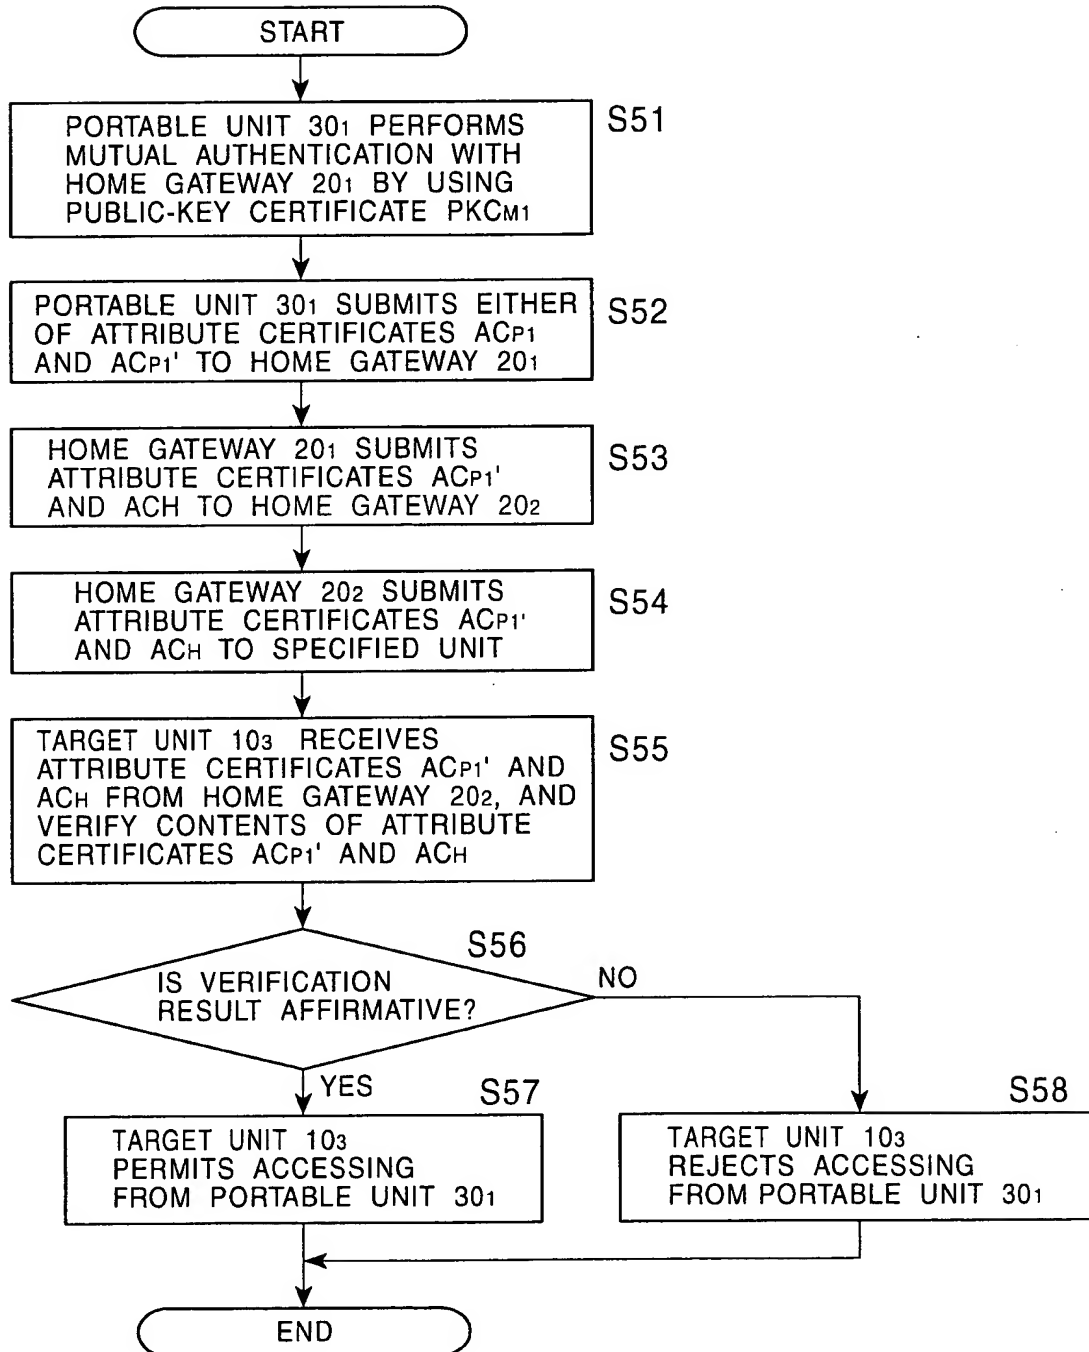 START
S51
PORTABLE UNIT 30₁ PERFORMS
MUTUAL AUTHENTICATION WITH
HOME GATEWAY 20₁ BY USING
PUBLIC-KEY CERTIFICATE PKCM1
S52
PORTABLE UNIT 30₁ SUBMITS EITHER
OF ATTRIBUTE CERTIFICATES ACP1
AND ACP1' TO HOME GATEWAY 20₁
S53
HOME GATEWAY 20₁ SUBMITS
ATTRIBUTE CERTIFICATES ACP1'
AND ACH TO HOME GATEWAY 20₂
S54
HOME GATEWAY 20₂ SUBMITS
ATTRIBUTE CERTIFICATES ACP1'
AND ACH TO SPECIFIED UNIT
S55
TARGET UNIT 10₃ RECEIVES
ATTRIBUTE CERTIFICATES ACP1' AND
ACH FROM HOME GATEWAY 20₂, AND
VERIFY CONTENTS OF ATTRIBUTE
CERTIFICATES ACP1' AND ACH
S56
IS VERIFICATION
RESULT AFFIRMATIVE?
NO
YES
S57
TARGET UNIT 10₃
PERMITS ACCESSING
FROM PORTABLE UNIT 30₁
S58
TARGET UNIT 10₃
REJECTS ACCESSING
FROM PORTABLE UNIT 30₁
END